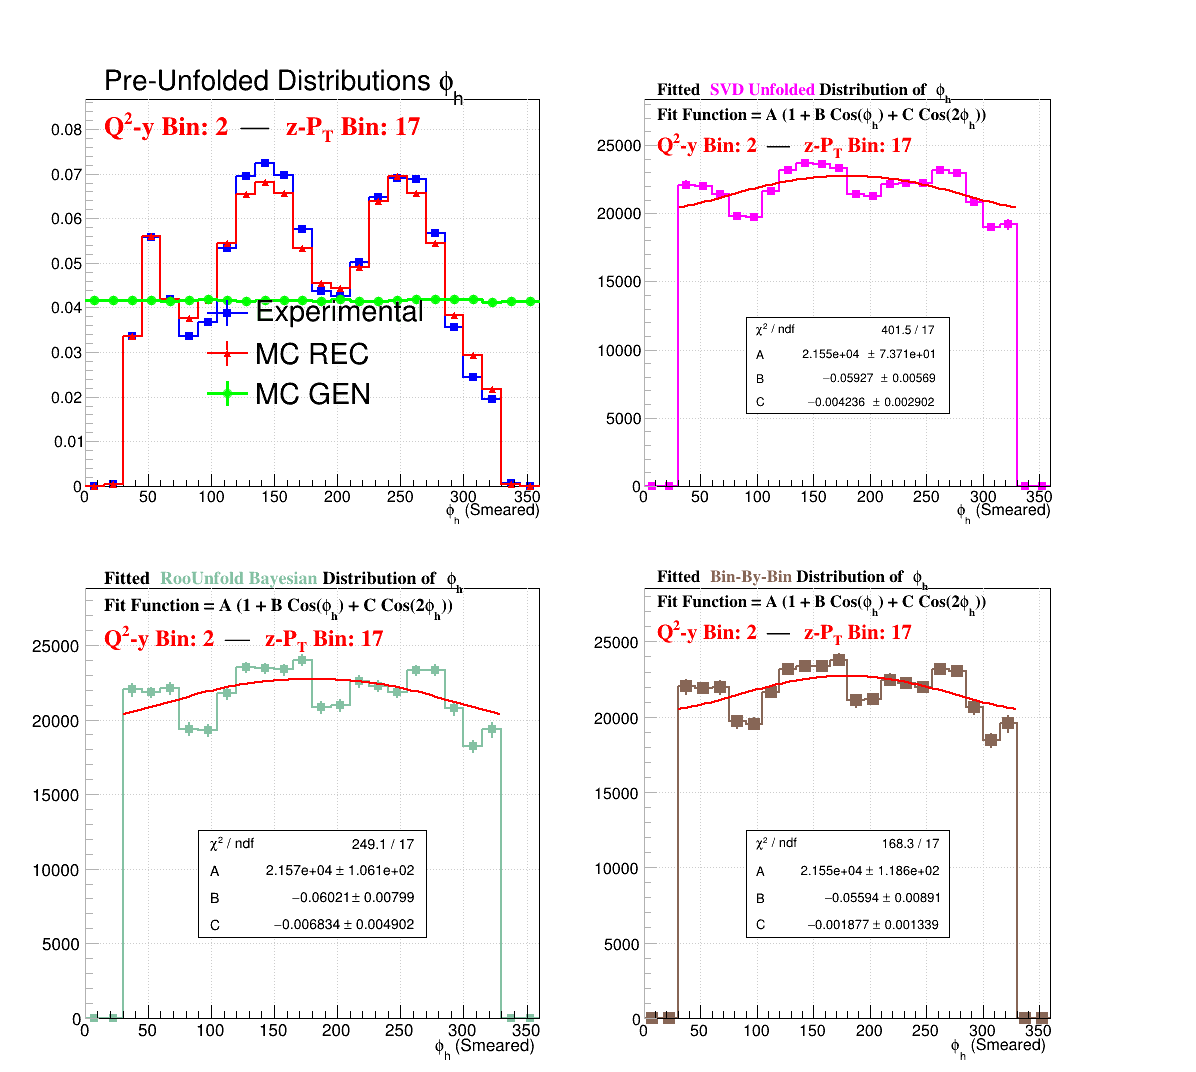 Pre-Unfolded Distributions ϕh
Q²-y Bin: 2 — z-PT Bin: 17
0.08
0.07
0.06
0.05
0.04
0.03
0.02
0.01
0
Experimental
MC REC
MC GEN
0 50 100 150 200 250 300 350
ϕh (Smeared)
Fitted SVD Unfolded Distribution of ϕh
Fit Function = A (1 + B Cos(ϕh) + C Cos(2ϕh))
Q²-y Bin: 2 — z-PT Bin: 17
25000
20000
15000
10000
5000
0
χ² / ndf 401.5 / 17
A 2.155e+04 ± 7.371e+01
B −0.05927 ± 0.00569
C −0.004236 ± 0.002902
0 50 100 150 200 250 300 350
ϕh (Smeared)
Fitted RooUnfold Bayesian Distribution of ϕh
Fit Function = A (1 + B Cos(ϕh) + C Cos(2ϕh))
Q²-y Bin: 2 — z-PT Bin: 17
25000
20000
15000
10000
5000
0
χ² / ndf 249.1 / 17
A 2.157e+04 ± 1.061e+02
B −0.06021 ± 0.00799
C −0.006834 ± 0.004902
0 50 100 150 200 250 300 350
ϕh (Smeared)
Fitted Bin-By-Bin Distribution of ϕh
Fit Function = A (1 + B Cos(ϕh) + C Cos(2ϕh))
Q²-y Bin: 2 — z-PT Bin: 17
25000
20000
15000
10000
5000
0
χ² / ndf 168.3 / 17
A 2.155e+04 ± 1.186e+02
B −0.05594 ± 0.00891
C −0.001877 ± 0.001339
0 50 100 150 200 250 300 350
ϕh (Smeared)